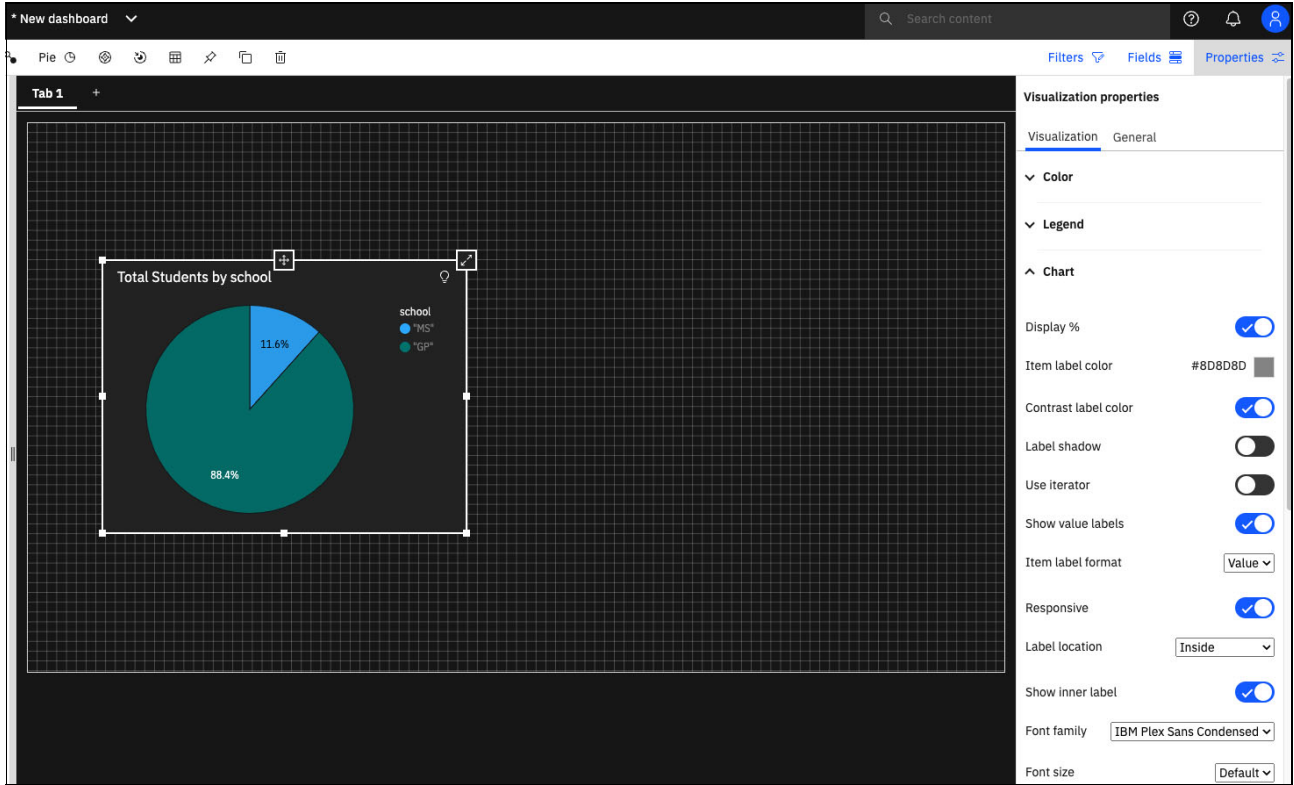 * New dashboard
Search content
Pie
Filters
Fields
Properties
Tab 1
+
Total Students by school
school
"MS"
"GP"
11.6%
88.4%
Visualization properties
Visualization General
Color
Legend
Chart
Display %
Item label color #8D8D8D
Contrast label color
Label shadow
Use iterator
Show value labels
Item label format Value
Responsive
Label location Inside
Show inner label
Font family IBM Plex Sans Condensed
Font size Default